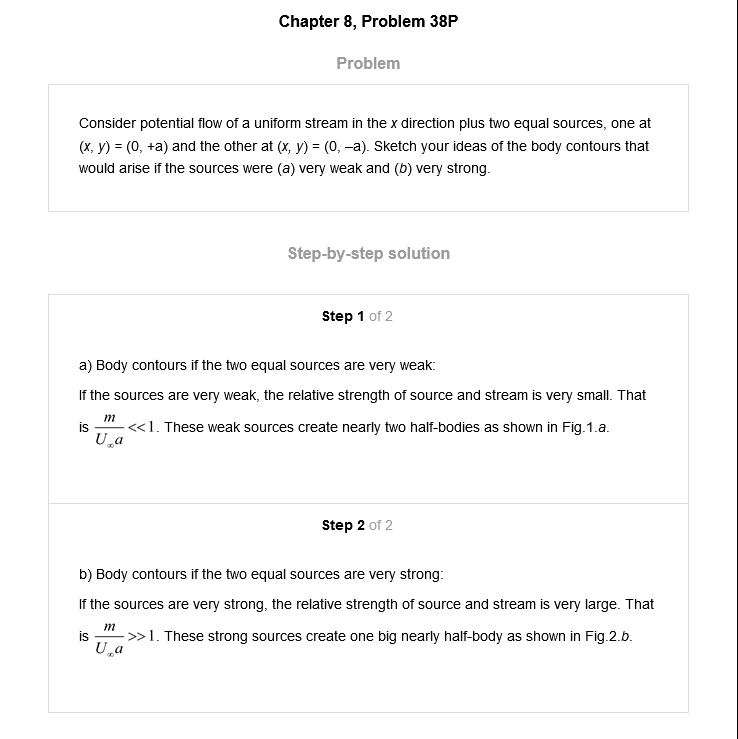 Chapter 8, Problem 38P
Problem
Consider potential flow of a uniform stream in the x direction plus two equal sources, one at
(x, y) = (0, +a) and the other at (x, y) = (0, –a). Sketch your ideas of the body contours that
would arise if the sources were (a) very weak and (b) very strong.
Step-by-step solution
Step 1 of 2
a) Body contours if the two equal sources are very weak:
If the sources are very weak, the relative strength of source and stream is very small. That
is m/U∞a <<1. These weak sources create nearly two half-bodies as shown in Fig.1.a.
Step 2 of 2
b) Body contours if the two equal sources are very strong:
If the sources are very strong, the relative strength of source and stream is very large. That
is m/U∞a >>1. These strong sources create one big nearly half-body as shown in Fig.2.b.